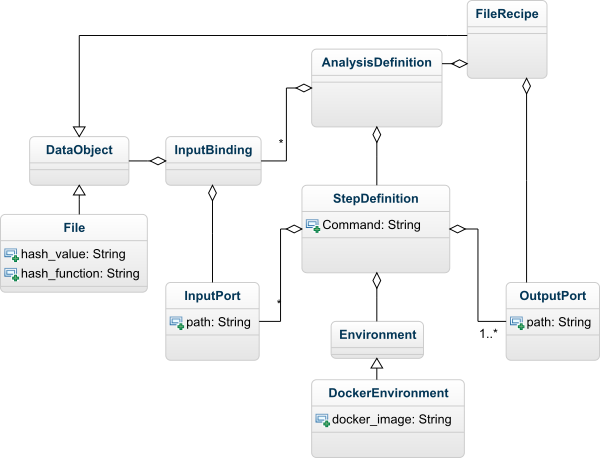 FileRecipe
AnalysisDefinition
*
DataObject
InputBinding
StepDefinition
Command: String
File
hash_value: String
hash_function: String
InputPort
path: String
*
OutputPort
path: String
1..*
Environment
DockerEnvironment
docker_image: String